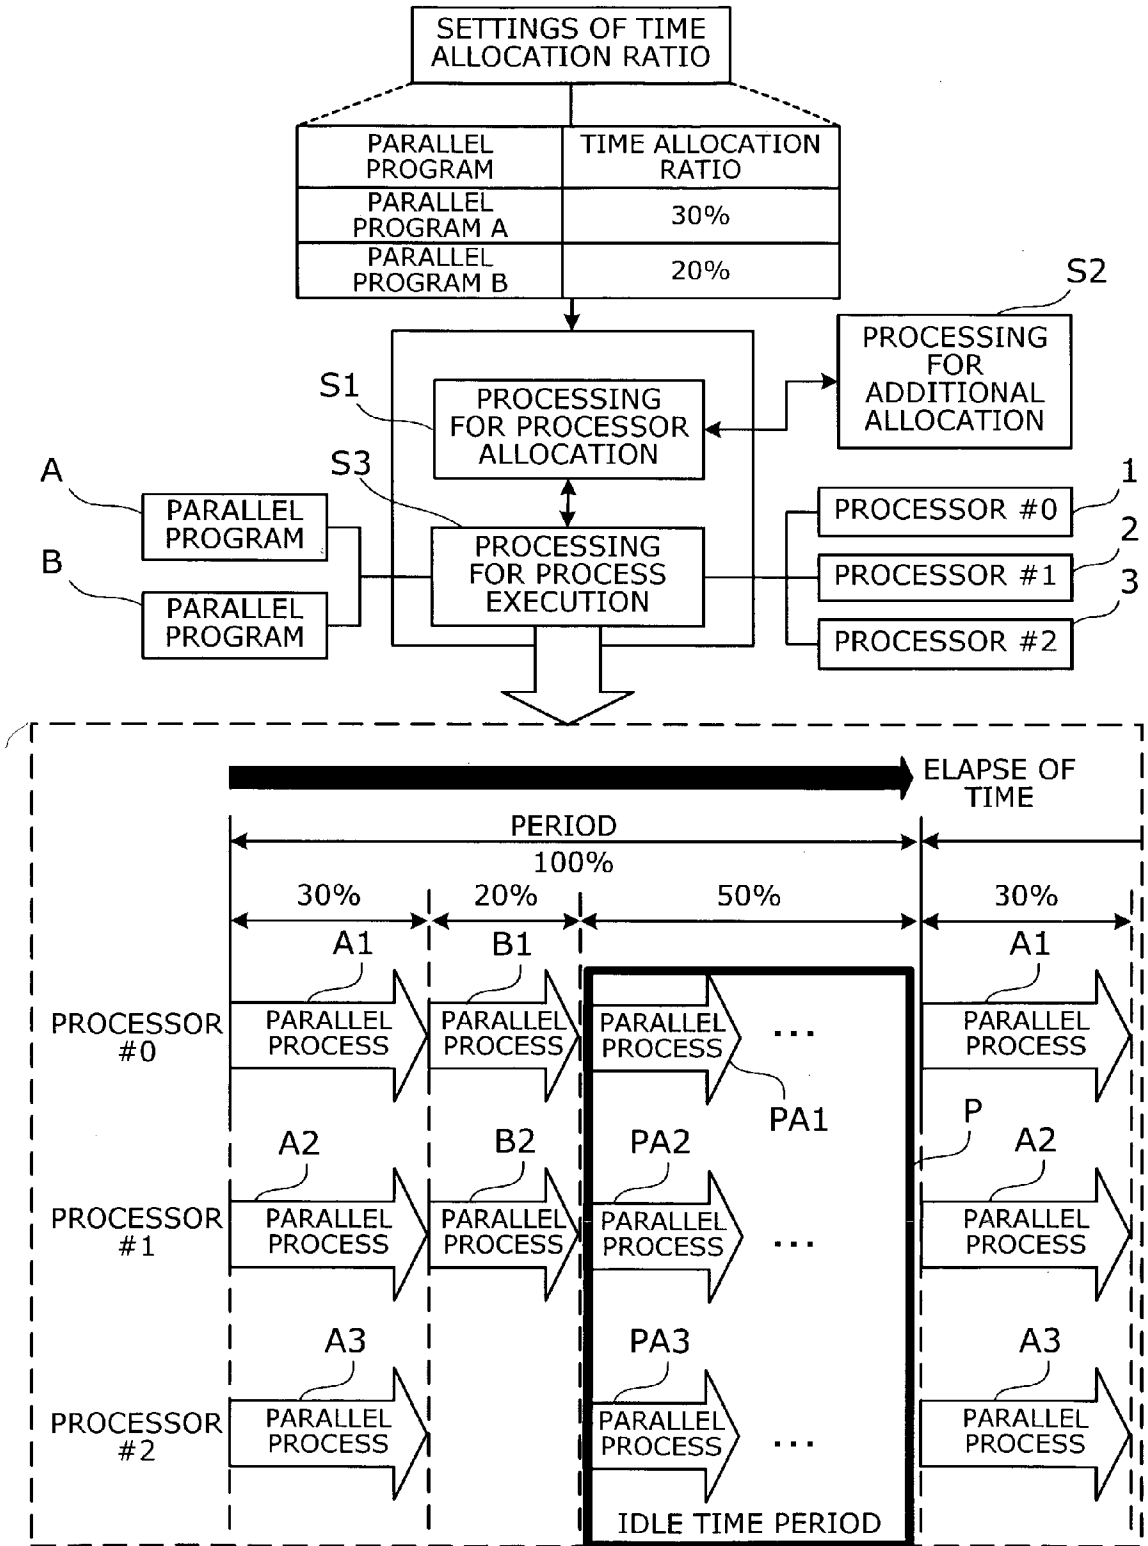 SETTINGS OF TIME
ALLOCATION RATIO
PARALLEL
PROGRAM
TIME ALLOCATION
RATIO
PARALLEL
PROGRAM A
30%
PARALLEL
PROGRAM B
20%
S2
PROCESSING
FOR
ADDITIONAL
ALLOCATION
S1
PROCESSING
FOR PROCESSOR
ALLOCATION
S3
PROCESSING
FOR PROCESS
EXECUTION
A
PARALLEL
PROGRAM
B
PARALLEL
PROGRAM
1
PROCESSOR #0
2
PROCESSOR #1
3
PROCESSOR #2
ELAPSE OF
TIME
PERIOD
100%
30%
20%
50%
30%
A1
B1
A1
PROCESSOR
#0
PARALLEL
PROCESS
PARALLEL
PROCESS
PARALLEL
PROCESS
...
PARALLEL
PROCESS
PA1
P
A2
B2
PA2
A2
PROCESSOR
#1
PARALLEL
PROCESS
PARALLEL
PROCESS
PARALLEL
PROCESS
...
PARALLEL
PROCESS
A3
PA3
A3
PROCESSOR
#2
PARALLEL
PROCESS
PARALLEL
PROCESS
...
PARALLEL
PROCESS
IDLE TIME PERIOD